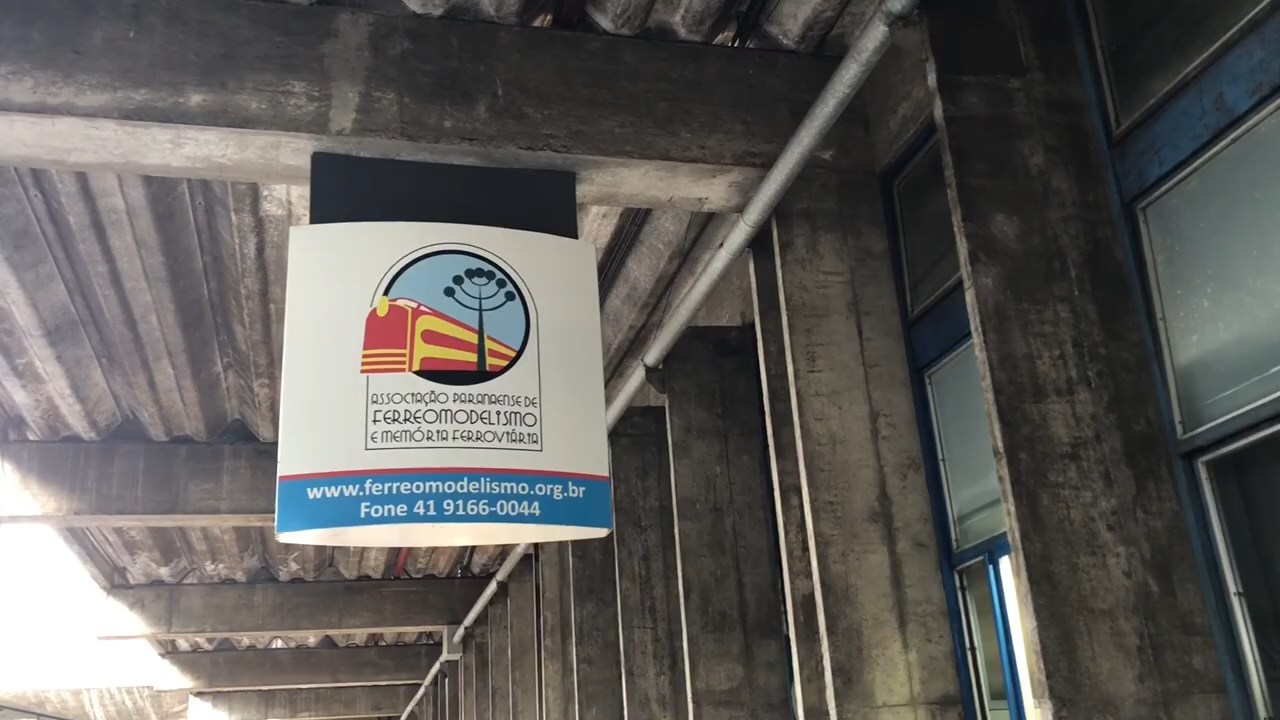 ASSOCIAÇÃO PARANAENSE DE
FERREOMODELISMO
E MEMÓRIA FERROVIÁRIA
www.ferreomodelismo.org.br
Fone 41 9166-0044